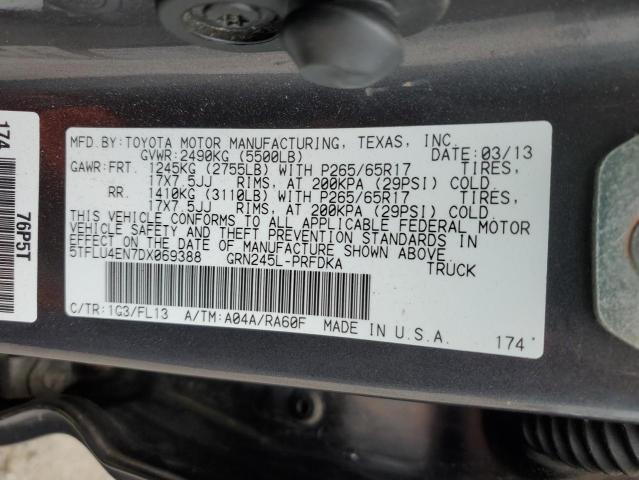 MFD.BY:TOYOTA MOTOR MANUFACTURING, TEXAS, INC.
GVWR:2490KG (5500LB) DATE:03/13
GAWR:FRT. 1245KG (2755LB) WITH P265/65R17 TIRES,
17X7.5JJ RIMS, AT 200KPA (29PSI) COLD.
RR. 1410KG (3110LB) WITH P265/65R17 TIRES,
17X7.5JJ RIMS, AT 200KPA (29PSI) COLD.
THIS VEHICLE CONFORMS TO ALL APPLICABLE FEDERAL MOTOR
VEHICLE SAFETY AND THEFT PREVENTION STANDARDS IN
EFFECT ON THE DATE OF MANUFACTURE SHOWN ABOVE.
5TFLU4EN7DX069388 GRN245L-PRFDKA TRUCK
C/TR:1G3/FL13 A/TM:A04A/RA60F MADE IN U.S.A. 174
174
76P5T